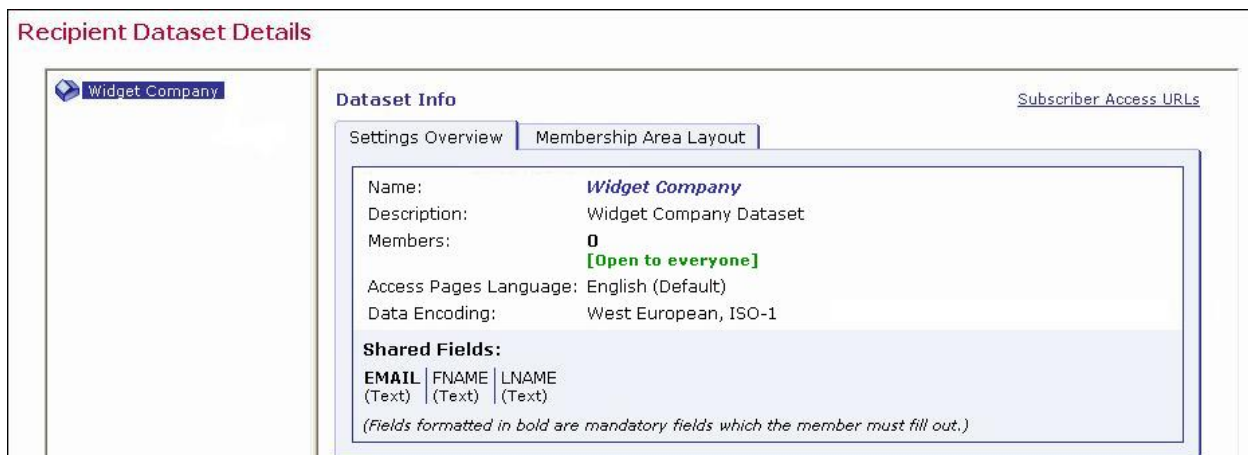 Recipient Dataset Details
Widget Company
Dataset Info
Subscriber Access URLs
Settings Overview
Membership Area Layout
Name: Widget Company
Description: Widget Company Dataset
Members: 0
[Open to everyone]
Access Pages Language: English (Default)
Data Encoding: West European, ISO-1
Shared Fields:
EMAIL FNAME LNAME
(Text) (Text) (Text)
(Fields formatted in bold are mandatory fields which the member must fill out.)